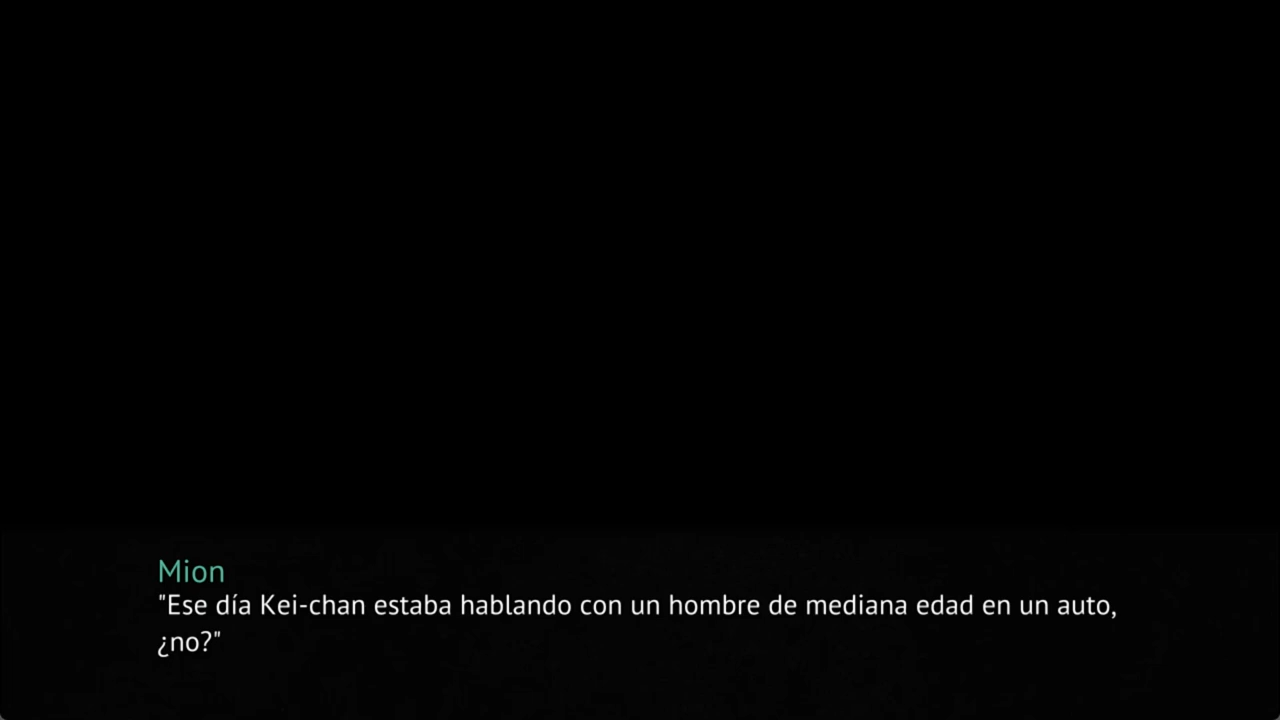 Mion
"Ese día Kei-chan estaba hablando con un hombre de mediana edad en un auto,
¿no?"